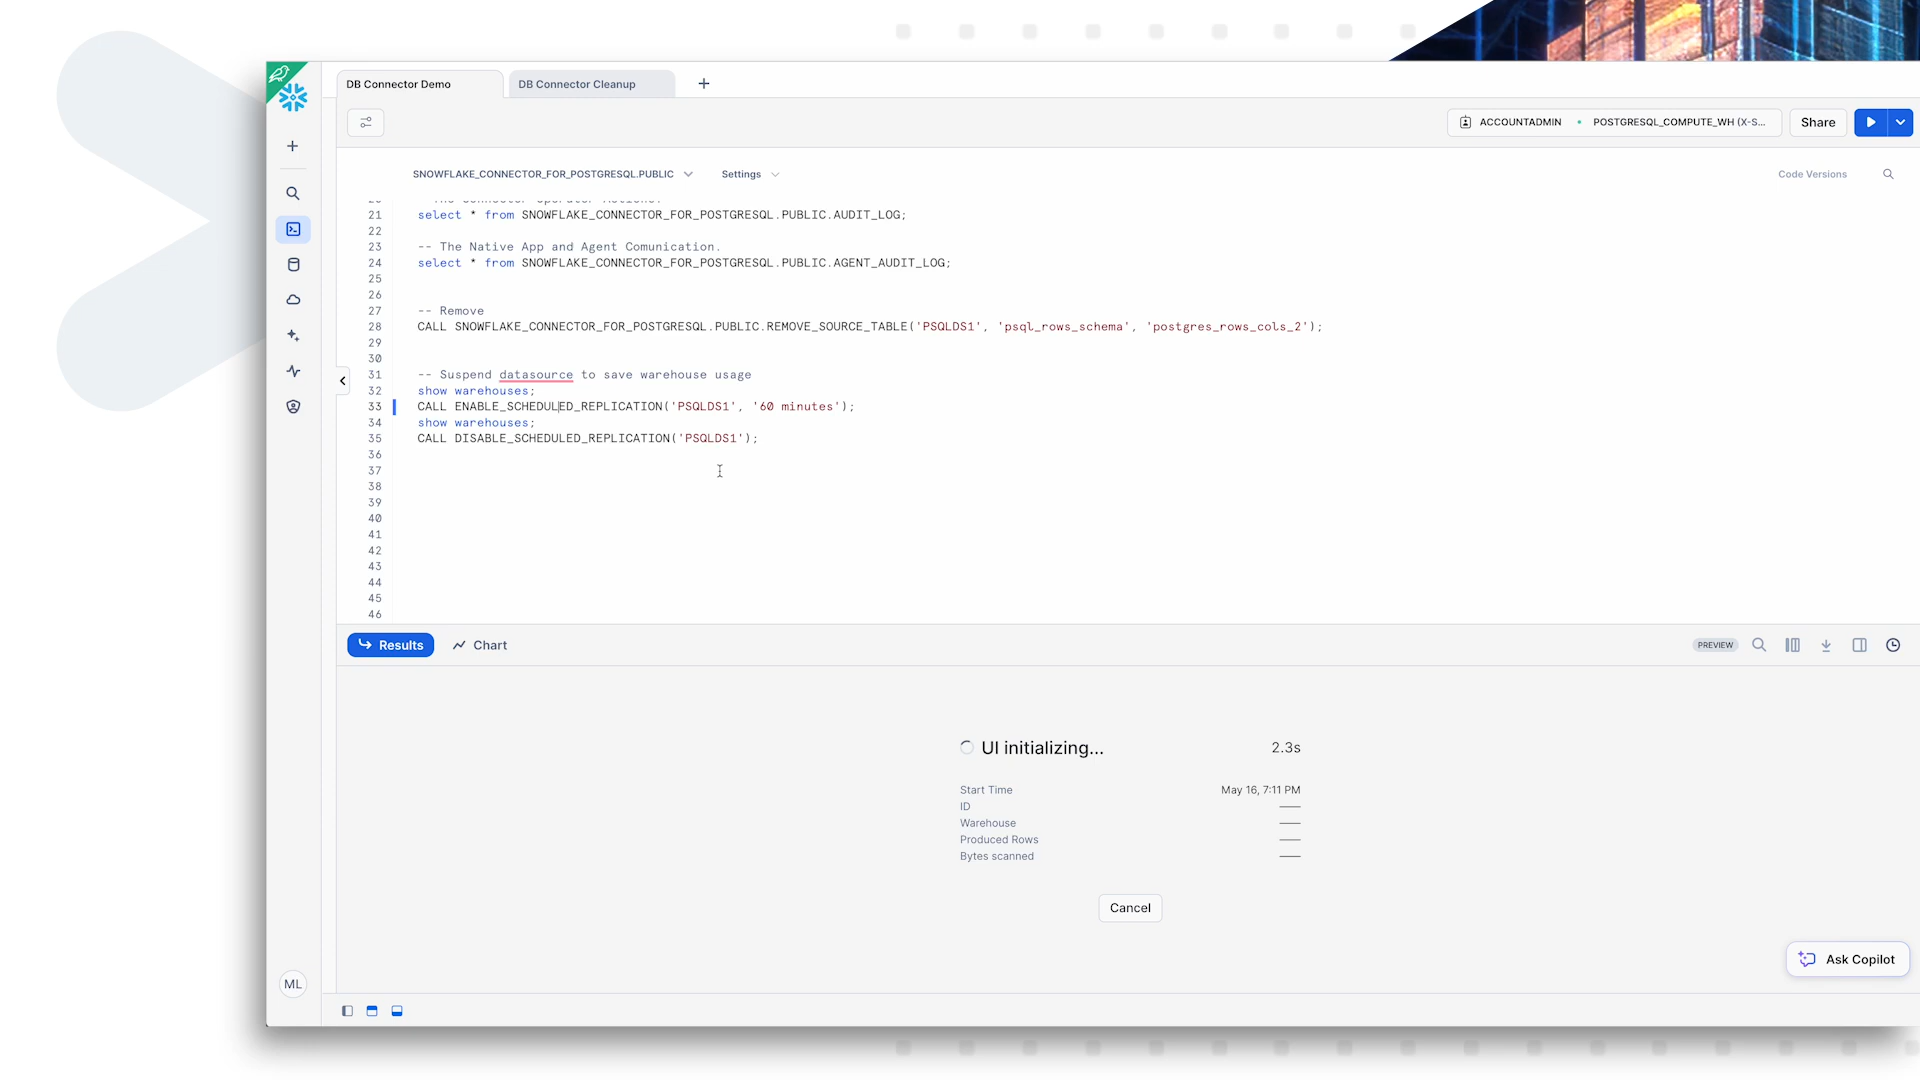 DB Connector Demo
DB Connector Cleanup
ACCOUNTADMIN • POSTGRESQL_COMPUTE_WH (X-S...
Share
SNOWFLAKE_CONNECTOR_FOR_POSTGRESQL.PUBLIC
Settings
Code Versions
21 select * from SNOWFLAKE_CONNECTOR_FOR_POSTGRESQL.PUBLIC.AUDIT_LOG;
22
23 -- The Native App and Agent Comunication.
24 select * from SNOWFLAKE_CONNECTOR_FOR_POSTGRESQL.PUBLIC.AGENT_AUDIT_LOG;
25
26
27 -- Remove
28 CALL SNOWFLAKE_CONNECTOR_FOR_POSTGRESQL.PUBLIC.REMOVE_SOURCE_TABLE('PSQLDS1', 'psql_rows_schema', 'postgres_rows_cols_2');
29
30
31 -- Suspend datasource to save warehouse usage
32 show warehouses;
33 CALL ENABLE_SCHEDULED_REPLICATION('PSQLDS1', '60 minutes');
34 show warehouses;
35 CALL DISABLE_SCHEDULED_REPLICATION('PSQLDS1');
36
37
38
39
40
41
42
43
44
45
46
Results
Chart
PREVIEW
UI initializing... 2.3s
Start Time May 16, 7:11 PM
ID
Warehouse
Produced Rows
Bytes scanned
Cancel
Ask Copilot
ML